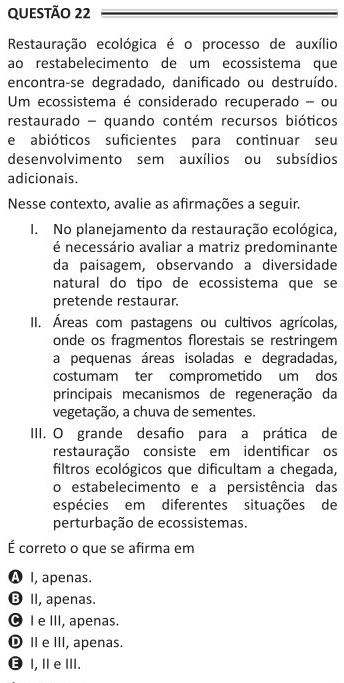 QUESTÃO 22
Restauração ecológica é o processo de auxílio
ao restabelecimento de um ecossistema que
encontra-se degradado, danificado ou destruído.
Um ecossistema é considerado recuperado – ou
restaurado – quando contém recursos bióticos
e abióticos suficientes para continuar seu
desenvolvimento sem auxílios ou subsídios
adicionais.
Nesse contexto, avalie as afirmações a seguir.
I. No planejamento da restauração ecológica,
é necessário avaliar a matriz predominante
da paisagem, observando a diversidade
natural do tipo de ecossistema que se
pretende restaurar.
II. Áreas com pastagens ou cultivos agrícolas,
onde os fragmentos florestais se restringem
a pequenas áreas isoladas e degradadas,
costumam ter comprometido um dos
principais mecanismos de regeneração da
vegetação, a chuva de sementes.
III. O grande desafio para a prática de
restauração consiste em identificar os
filtros ecológicos que dificultam a chegada,
o estabelecimento e a persistência das
espécies em diferentes situações de
perturbação de ecossistemas.
É correto o que se afirma em
A I, apenas.
B II, apenas.
C I e III, apenas.
D II e III, apenas.
E I, II e III.